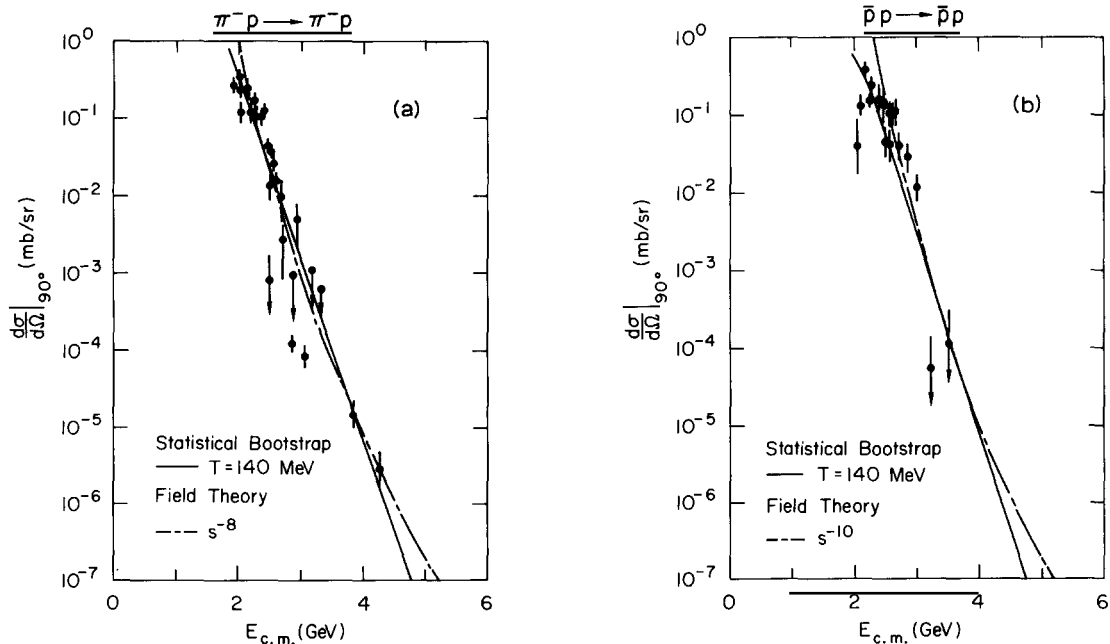 π⁻p → π⁻p
(a)
10⁰
10⁻¹
10⁻²
10⁻³
10⁻⁴
10⁻⁵
10⁻⁶
10⁻⁷
dσ/dΩ|90° (mb/sr)
Statistical Bootstrap
— T = 140 MeV
Field Theory
—-— s⁻⁸
0 2 4 6
E c.m. (GeV)
p̄p → p̄p
(b)
10⁰
10⁻¹
10⁻²
10⁻³
10⁻⁴
10⁻⁵
10⁻⁶
10⁻⁷
dσ/dΩ|90° (mb/sr)
Statistical Bootstrap
— T = 140 MeV
Field Theory
—-— s⁻¹⁰
0 2 4 6
E c.m. (GeV)